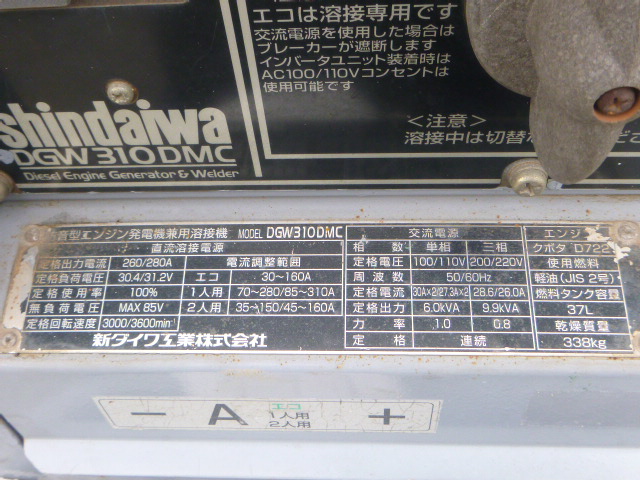 エコは溶接専用です
交流電源を使用した場合は
ブレーカーが遮断します
インバータユニット装着時は
AC100/110Vコンセントは
使用可能です
<注意>
溶接中は切替
shindaiwa
DGW310DMC
Diesel Engine Generator & Welder
音型エンジン発電機兼用溶接機 MODEL DGW310DMC
直流溶接電源
定格出力電流 260/280A 電流調整範囲
定格負荷電圧 30.4/31.2V エコ 30~160A
定格使用率 100% 1人用 70~280/85~310A
無負荷電圧 MAX 85V 2人用 35~150/45~160A
定格回転速度 3000/3600min⁻¹
新ダイワ工業株式会社
交流電源
相数 単相 三相
定格電圧 100/110V 200/220V
周波数 50/60Hz
定格電流 30A×2/27.3A×2 28.6/26.0A
定格出力 6.0kVA 9.9kVA
力率 1.0 0.8
定格 連続
エンジン
クボタ D722
使用燃料
軽油(JIS 2号)
燃料タンク容量
37L
乾燥質量
338kg
− A エコ +
1人用
2人用